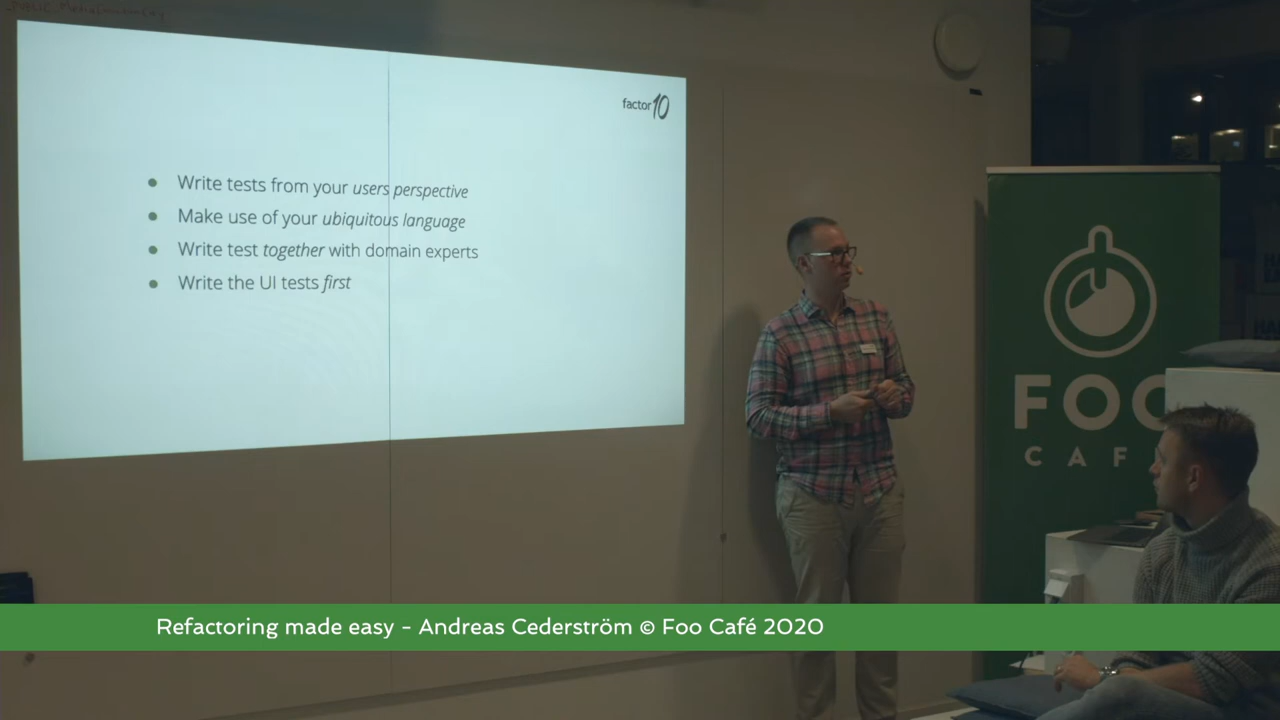 factor10
Write tests from your users perspective
Make use of your ubiquitous language
Write test together with domain experts
Write the UI tests first
FOO
CAF
Refactoring made easy - Andreas Cederström © Foo Café 2020